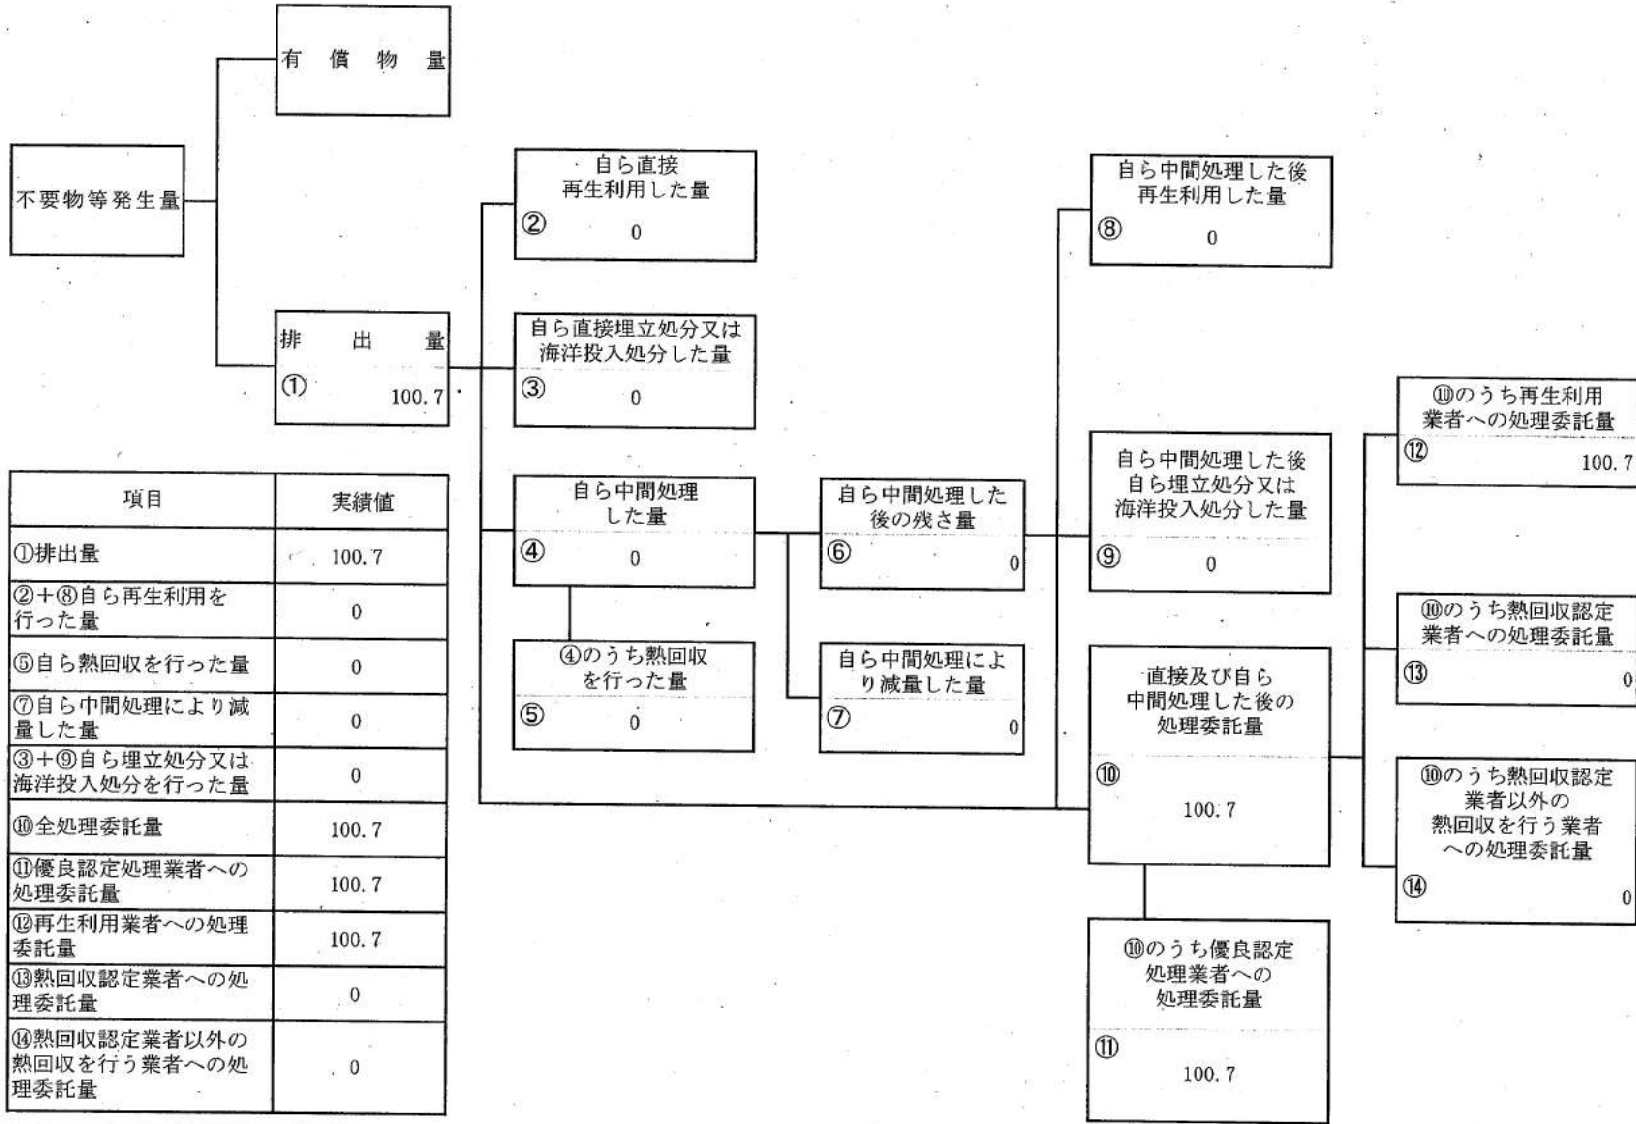 有償物量
不要物等発生量
排出量
①
100.7
自ら直接
再生利用した量
②
0
自ら直接埋立処分又は
海洋投入処分した量
③
0
自ら中間処理
した量
④
0
④のうち熱回収
を行った量
⑤
0
自ら中間処理した
後の残さ量
⑥
0
自ら中間処理によ
り減量した量
⑦
0
自ら中間処理した後
再生利用した量
⑧
0
自ら中間処理した後
自ら埋立処分又は
海洋投入処分した量
⑨
0
直接及び自ら
中間処理した後の
処理委託量
⑩
100.7
⑩のうち優良認定
処理業者への
処理委託量
⑪
100.7
⑩のうち再生利用
業者への処理委託量
⑫
100.7
⑩のうち熱回収認定
業者への処理委託量
⑬
0
⑩のうち熱回収認定
業者以外の
熱回収を行う業者
への処理委託量
⑭
0
項目 実績値
①排出量 100.7
②+⑧自ら再生利用を
行った量 0
⑤自ら熱回収を行った量 0
⑦自ら中間処理により減
量した量 0
③+⑨自ら埋立処分又は
海洋投入処分を行った量 0
⑩全処理委託量 100.7
⑪優良認定処理業者への
処理委託量 100.7
⑫再生利用業者への処理
委託量 100.7
⑬熱回収認定業者への処
理委託量 0
⑭熱回収認定業者以外の
熱回収を行う業者への処
理委託量 0